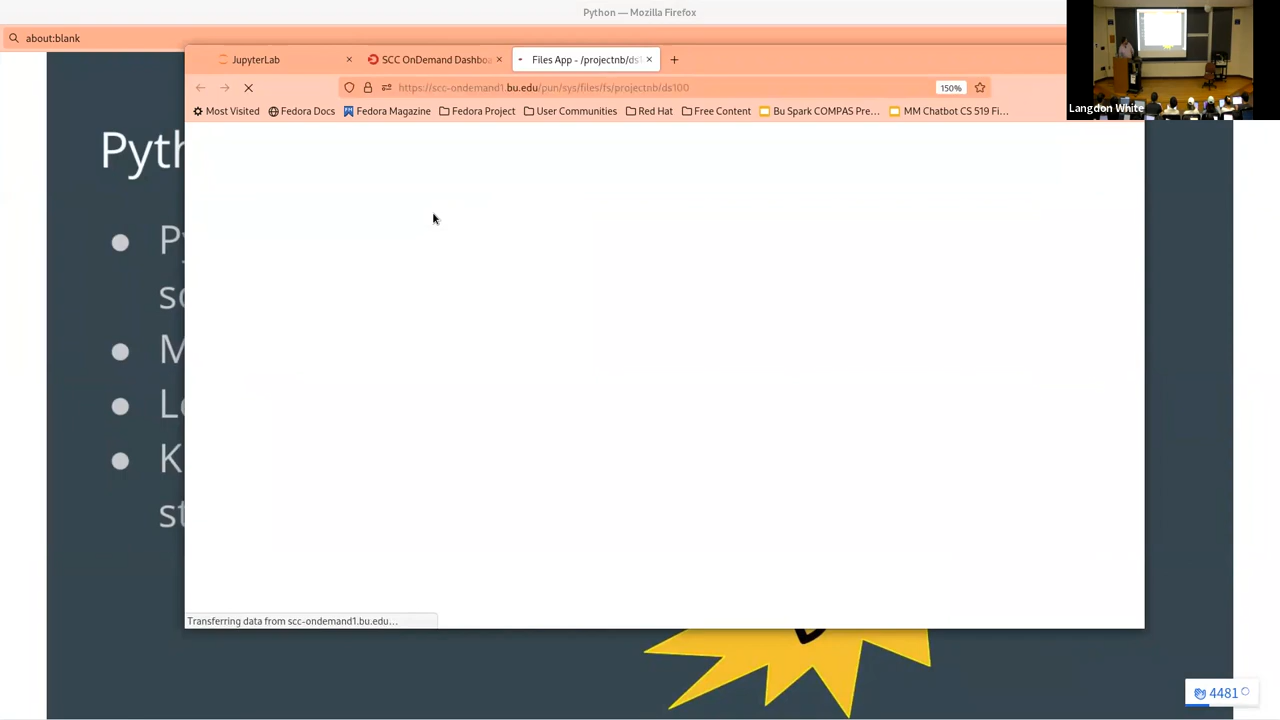 Python — Mozilla Firefox
about:blank
JupyterLab
SCC OnDemand Dashboa
Files App - /projectnb/ds1
https://scc-ondemand1.bu.edu/pun/sys/files/fs/projectnb/ds100
150%
Most Visited
Fedora Docs
Fedora Magazine
Fedora Project
User Communities
Red Hat
Free Content
Bu Spark COMPAS Pre…
MM Chatbot CS 519 Fi…
Langdon White
Pyth
Py
sc
M
Le
K
st
Transferring data from scc-ondemand1.bu.edu…
4481